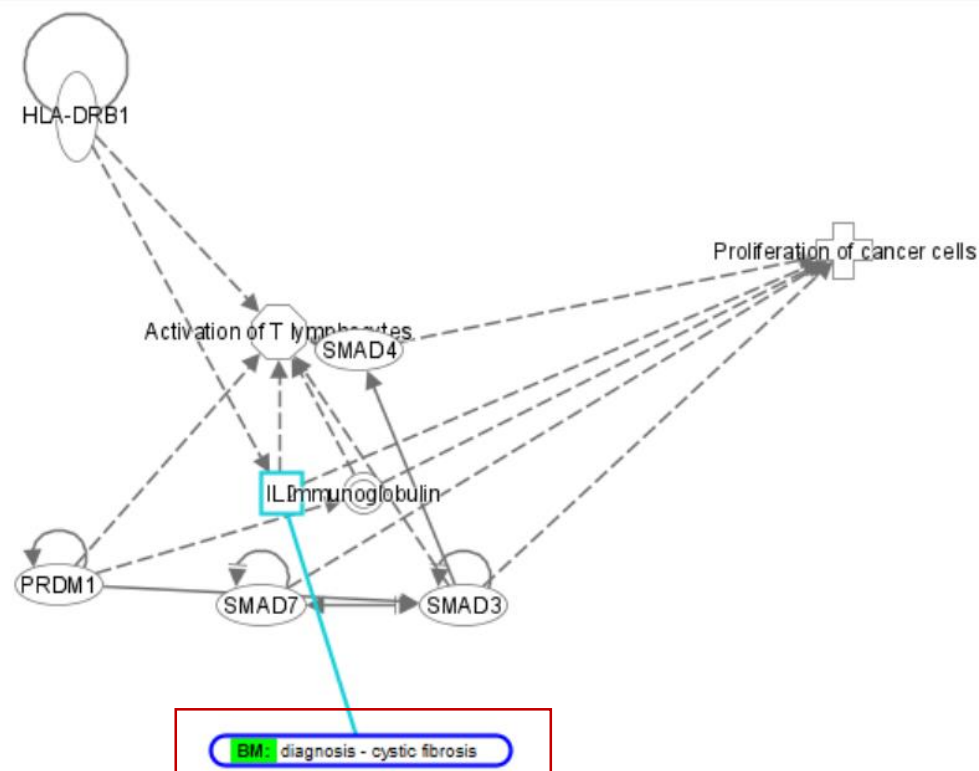 HLA-DRB1
Proliferation of cancer cells
Activation of T lymphocytes
SMAD4
Immunoglobulin
PRDM1
SMAD7
SMAD3
BM: diagnosis - cystic fibrosis